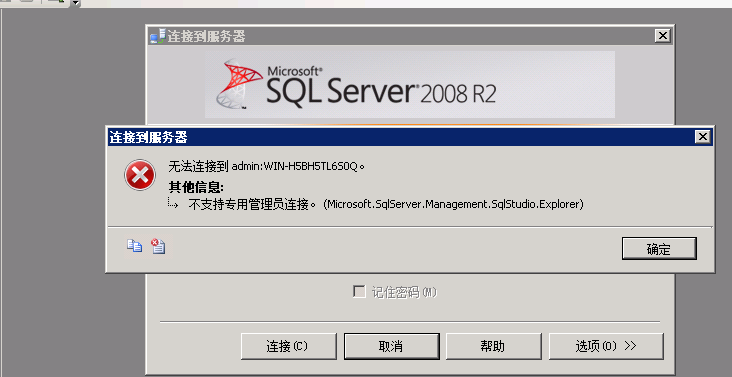 连接到服务器
Microsoft®
SQL Server® 2008 R2
连接到服务器
无法连接到 admin:WIN-H5BH5TL6S0Q。
其他信息:
不支持专用管理员连接。 (Microsoft.SqlServer.Management.SqlStudio.Explorer)
确定
记住密码(M)
连接(C)
取消
帮助
选项(O) >>